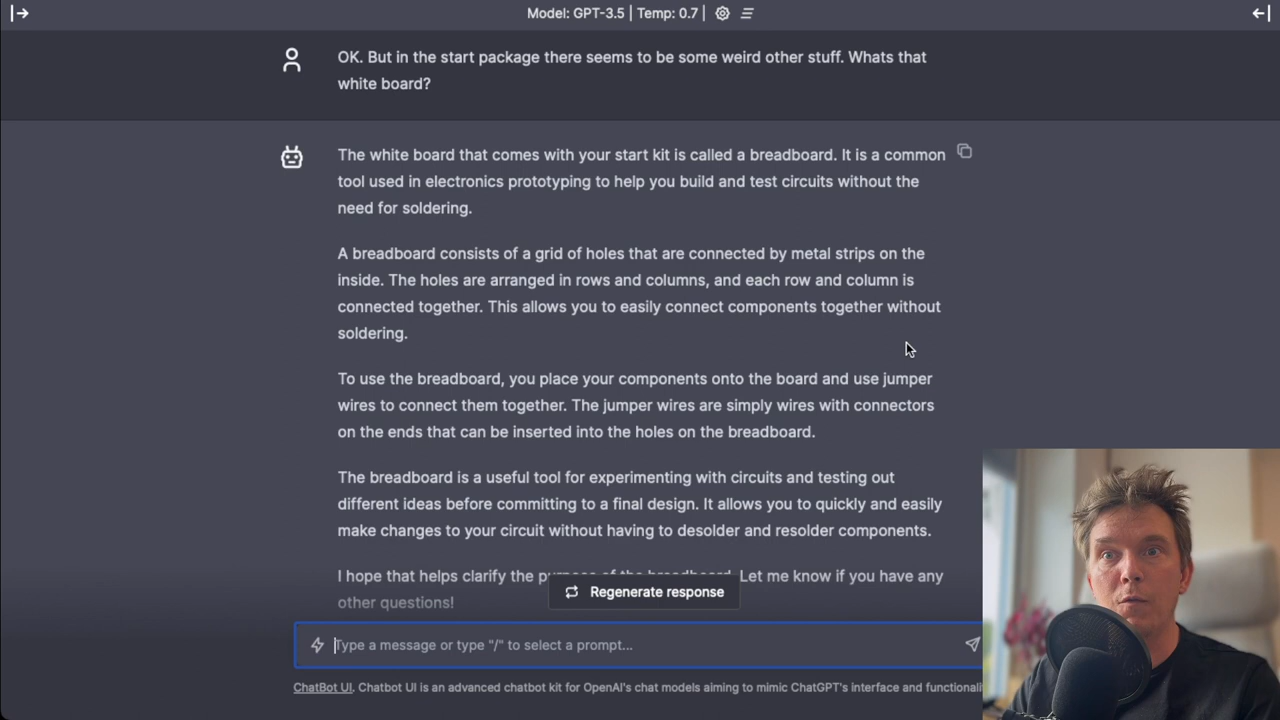 Model: GPT-3.5 | Temp: 0.7 |
OK. But in the start package there seems to be some weird other stuff. Whats that
white board?
The white board that comes with your start kit is called a breadboard. It is a common
tool used in electronics prototyping to help you build and test circuits without the
need for soldering.
A breadboard consists of a grid of holes that are connected by metal strips on the
inside. The holes are arranged in rows and columns, and each row and column is
connected together. This allows you to easily connect components together without
soldering.
To use the breadboard, you place your components onto the board and use jumper
wires to connect them together. The jumper wires are simply wires with connectors
on the ends that can be inserted into the holes on the breadboard.
The breadboard is a useful tool for experimenting with circuits and testing out
different ideas before committing to a final design. It allows you to quickly and easily
make changes to your circuit without having to desolder and resolder components.
I hope that helps clarify the purpose of the breadboard. Let me know if you have any
other questions!
Regenerate response
Type a message or type "/" to select a prompt...
ChatBot UI. Chatbot UI is an advanced chatbot kit for OpenAI's chat models aiming to mimic ChatGPT's interface and functionali